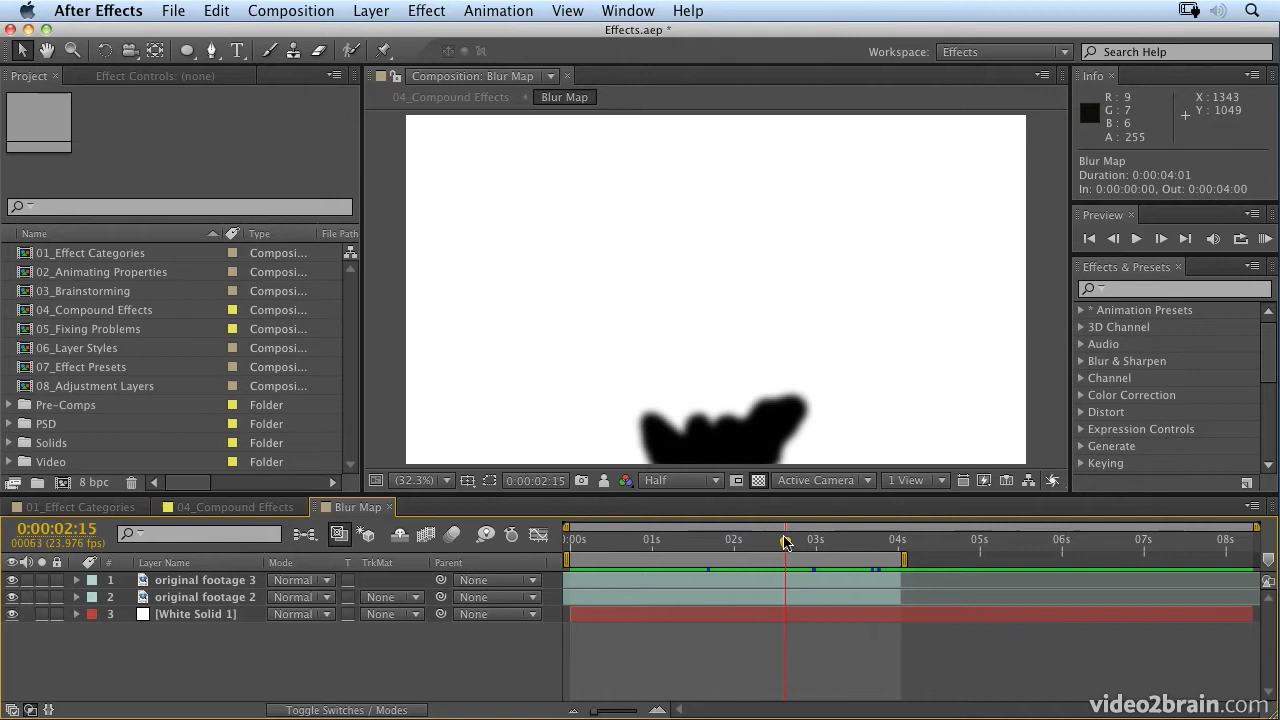 After Effects File Edit Composition Layer Effect Animation View Window Help
Effects.aep *
Workspace: Effects Search Help
Project Effect Controls: (none) Composition: Blur Map Info
04_Compound Effects Blur Map
R: 9
G: 7
B: 6
A: 255
X: 1343
Y: 1049
Blur Map
Duration: 0:00:04:01
In: 0:00:00:00, Out: 0:00:04:00
Preview
Effects & Presets
* Animation Presets
3D Channel
Audio
Blur & Sharpen
Channel
Color Correction
Distort
Expression Controls
Generate
Keying
Name Type File Path
01_Effect Categories Composi...
02_Animating Properties Composi...
03_Brainstorming Composi...
04_Compound Effects Composi...
05_Fixing Problems Composi...
06_Layer Styles Composi...
07_Effect Presets Composi...
08_Adjustment Layers Composi...
Pre-Comps Folder
PSD Folder
Solids Folder
Video Folder
8 bpc
(32.3%) 0:00:02:15 Half Active Camera 1 View
01_Effect Categories 04_Compound Effects Blur Map
0:00:02:15
00063 (23.976 fps)
:00s 01s 02s 03s 04s 05s 06s 07s 08s
# Layer Name Mode T TrkMat Parent
1 original footage 3 Normal None
2 original footage 2 Normal None None
3 [White Solid 1] Normal None None
Toggle Switches / Modes
video2brain.com